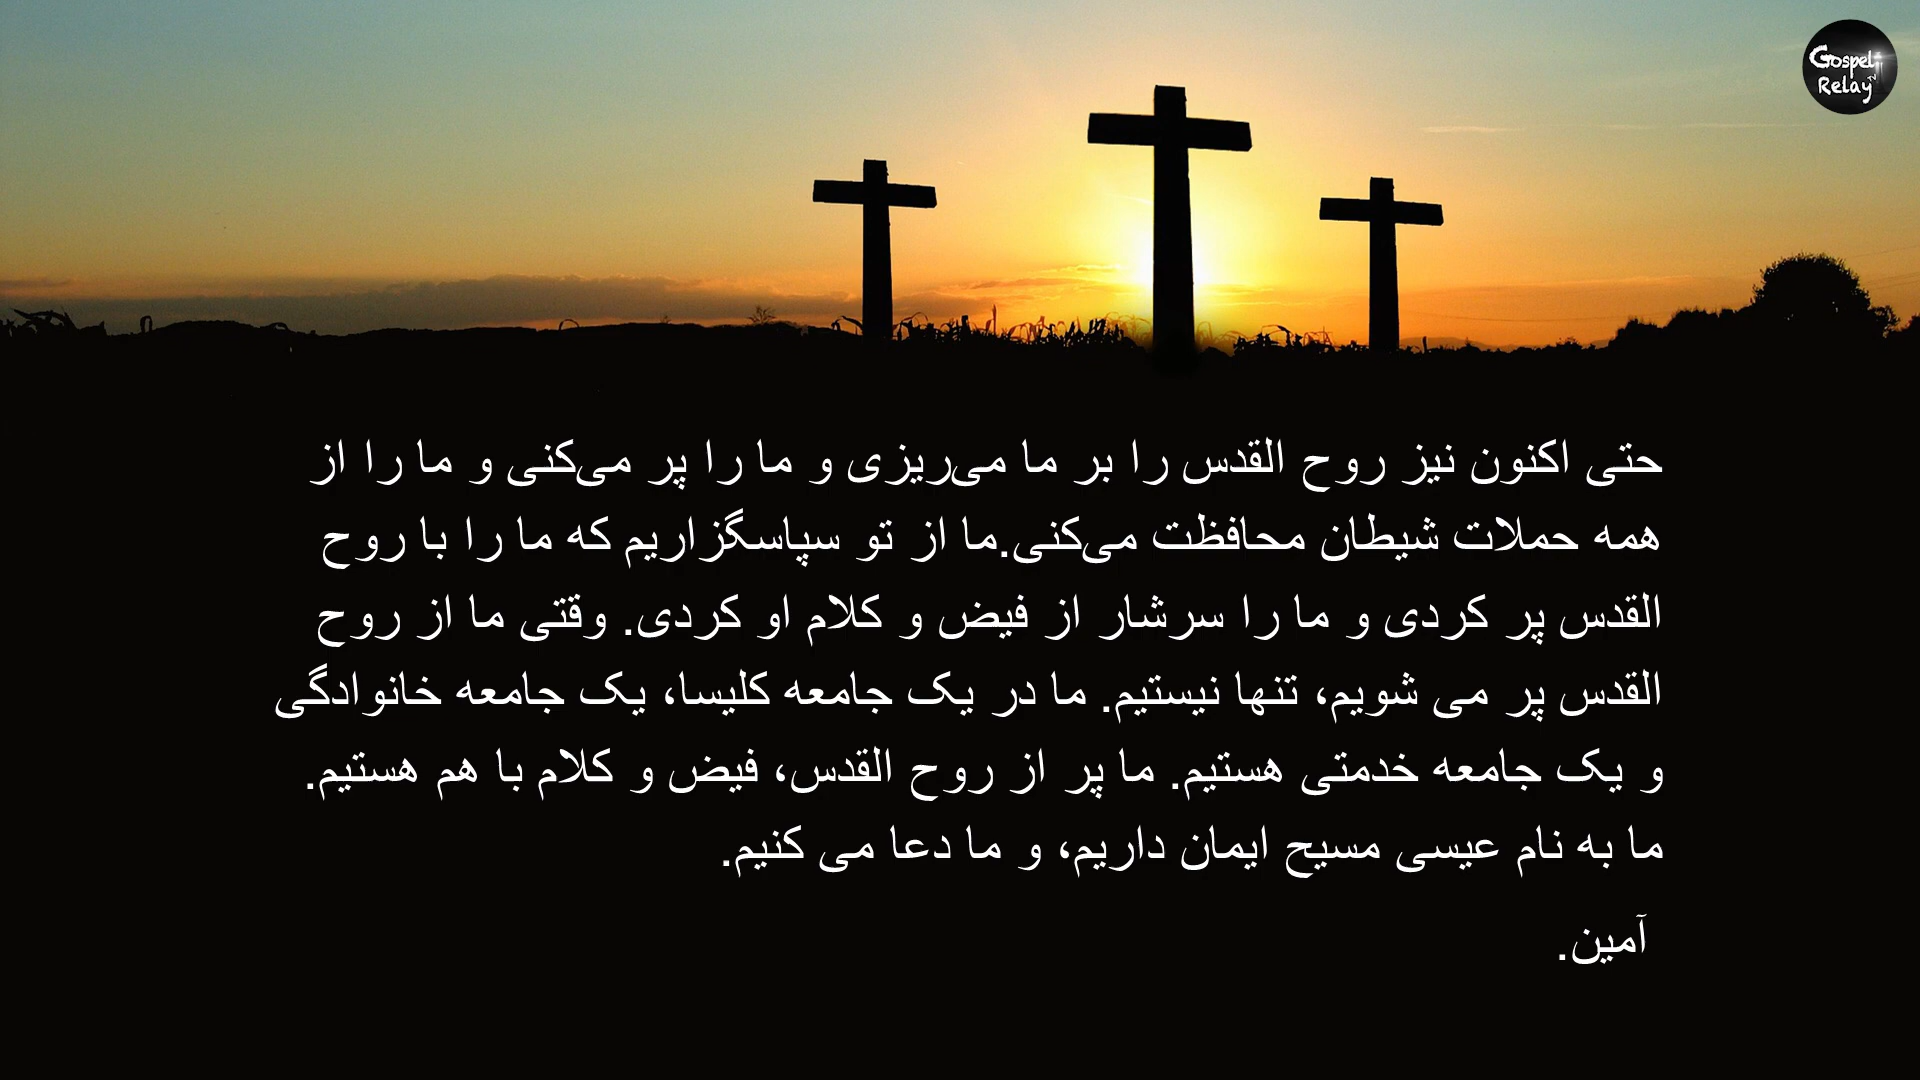 Gospel
Relay
حتی اکنون نیز روح القدس را بر ما می‌ریزی و ما را پر می‌کنی و ما را از
همه حملات شیطان محافظت می‌کنی.ما از تو سپاسگزاریم که ما را با روح
القدس پر کردی و ما را سرشار از فیض و کلام او کردی. وقتی ما از روح
القدس پر می شویم، تنها نیستیم. ما در یک جامعه کلیسا، یک جامعه خانوادگی
و یک جامعه خدمتی هستیم. ما پر از روح القدس، فیض و کلام با هم هستیم.
ما به نام عیسی مسیح ایمان داریم، و ما دعا می کنیم.
آمین.